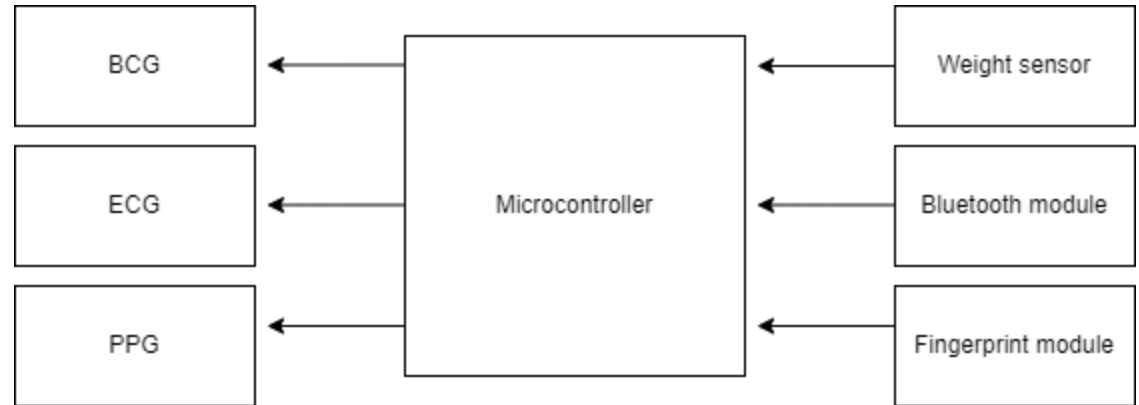 BCG
ECG
PPG
Microcontroller
Weight sensor
Bluetooth module
Fingerprint module